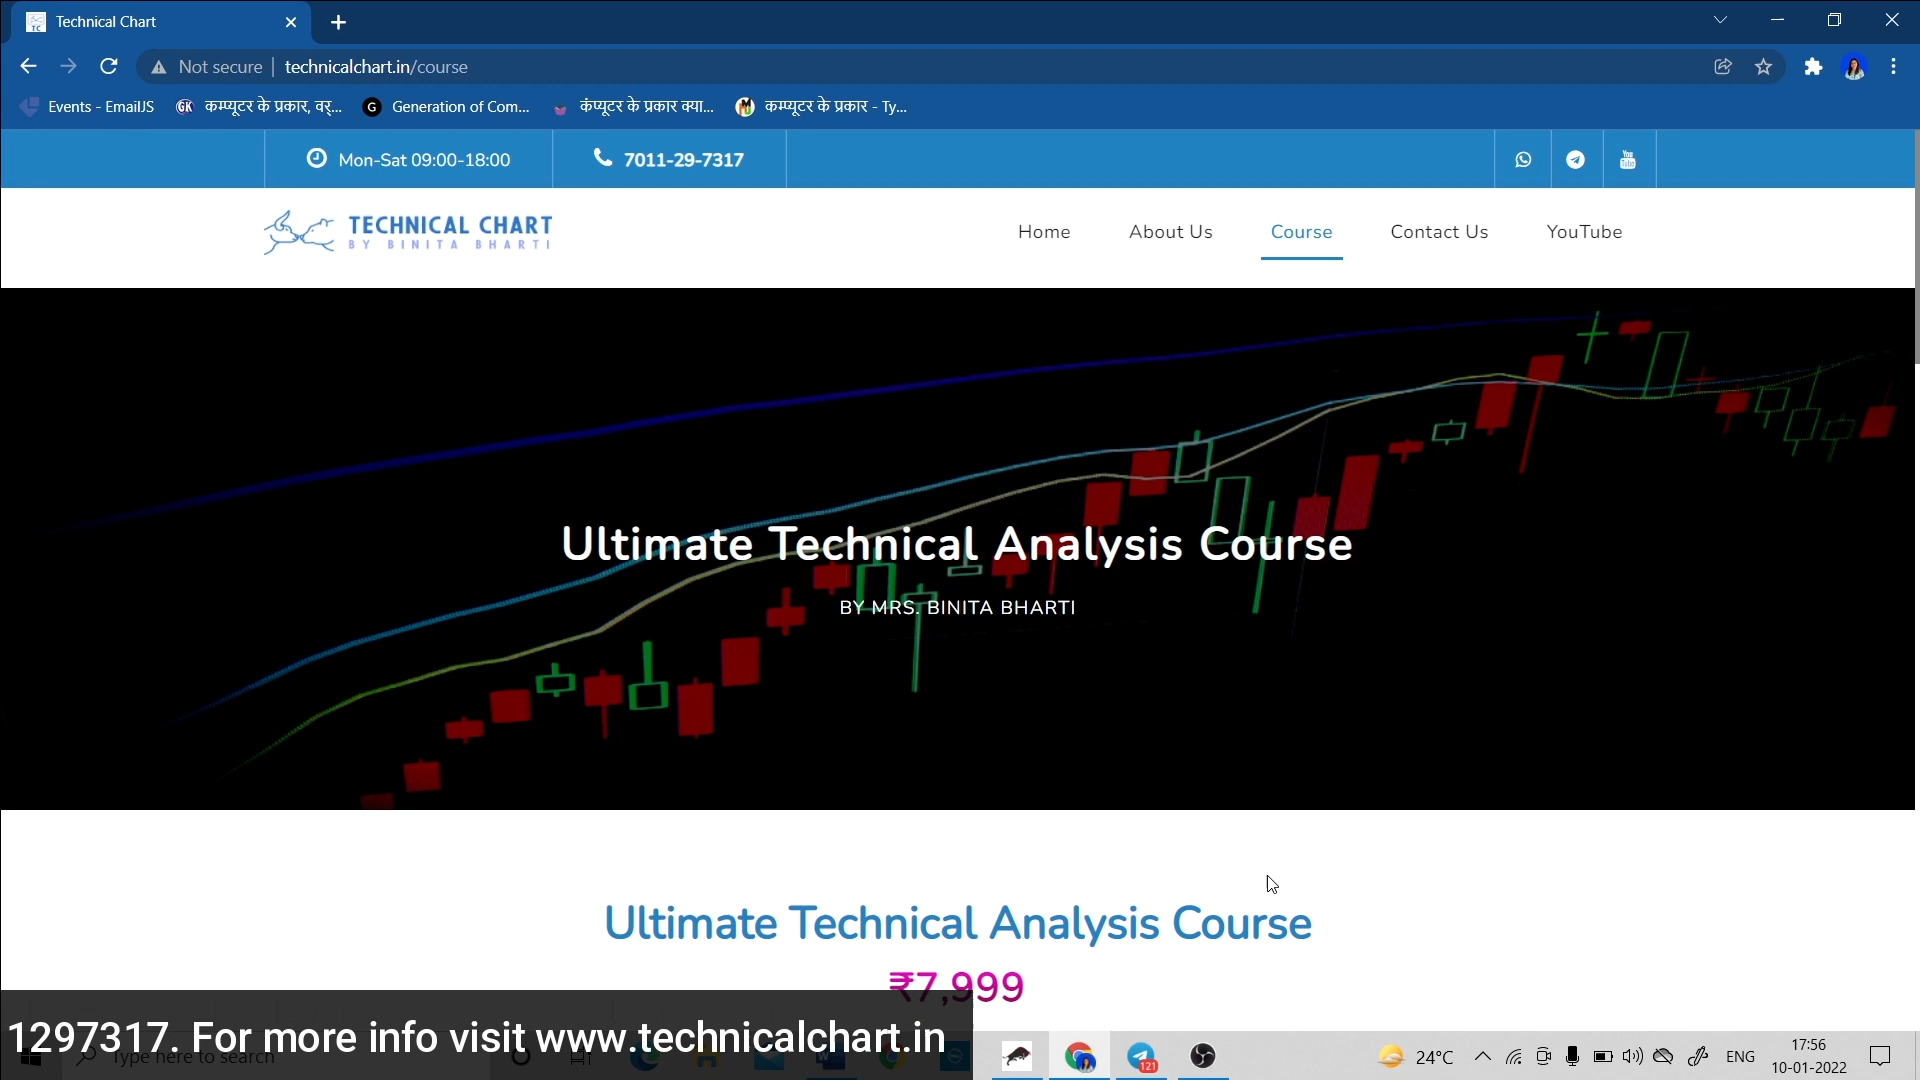 Technical Chart
Not secure technicalchart.in/course
Events - EmailJS
कम्प्यूटर के प्रकार, वर्...
Generation of Com...
कंप्यूटर के प्रकार क्या...
कम्प्यूटर के प्रकार - Ty...
Mon-Sat 09:00-18:00
7011-29-7317
TECHNICAL CHART
BY BINITA BHARTI
Home
About Us
Course
Contact Us
YouTube
Ultimate Technical Analysis Course
BY MRS. BINITA BHARTI
Ultimate Technical Analysis Course
₹7,999
1297317. For more info visit www.technicalchart.in
Type here to search
121
24°C
ENG
17:56
10-01-2022